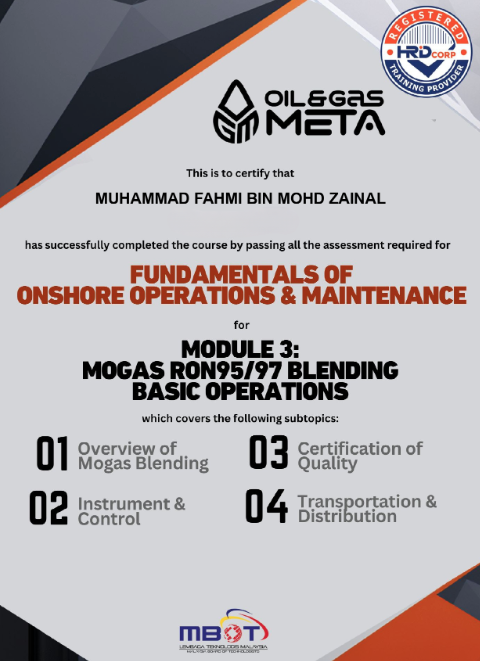 REGISTERED
HRDCORP
TRAINING PROVIDER
OIL & GAS
META
This is to certify that
MUHAMMAD FAHMI BIN MOHD ZAINAL
has successfully completed the course by passing all the assessment required for
FUNDAMENTALS OF
ONSHORE OPERATIONS & MAINTENANCE
for
MODULE 3:
MOGAS RON95/97 BLENDING
BASIC OPERATIONS
which covers the following subtopics:
01 Overview of
Mogas Blending
03 Certification of
Quality
02 Instrument &
Control
04 Transportation &
Distribution
MBOT
LEMBAGA TEKNOLOGIS MALAYSIA
MALAYSIA BOARD OF TECHNOLOGISTS